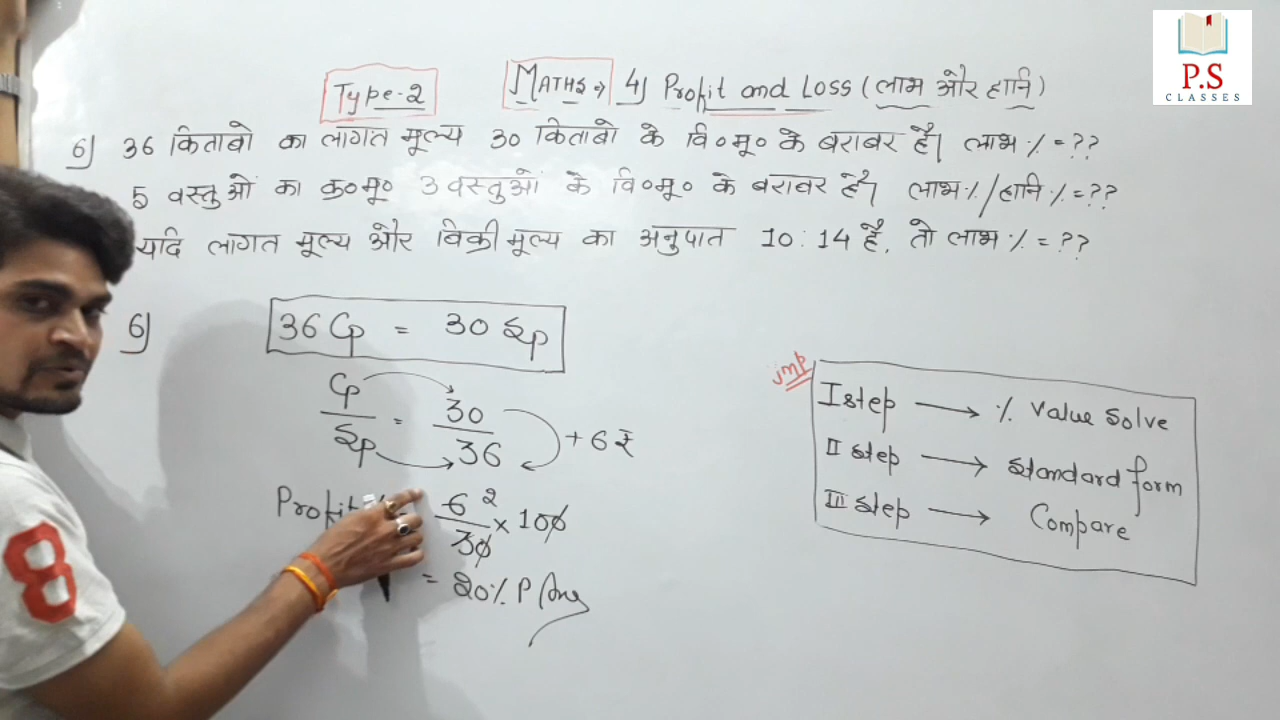 P.S
CLASSES
Type-2
MATHS → 4) Profit and Loss (लाभ और हानि)
6) 36 किताबो का लागत मूल्य 30 किताबो के वि०मू० के बराबर है। लाभ % = ??
5 वस्तुओं का क्र०मू० 3 वस्तुओं के वि०मू० के बराबर है। लाभ % / हानि % = ??
यदि लागत मूल्य और विक्री मूल्य का अनुपात 10 : 14 है, तो लाभ % = ??
6)
36 Cp = 30 Sp
Cp/Sp = 30/36 +6 ₹
Profit 6/30 2 × 100
= 20% P Ans
imp
I step → % Value Solve
II step → Standard form
III step → Compare
8